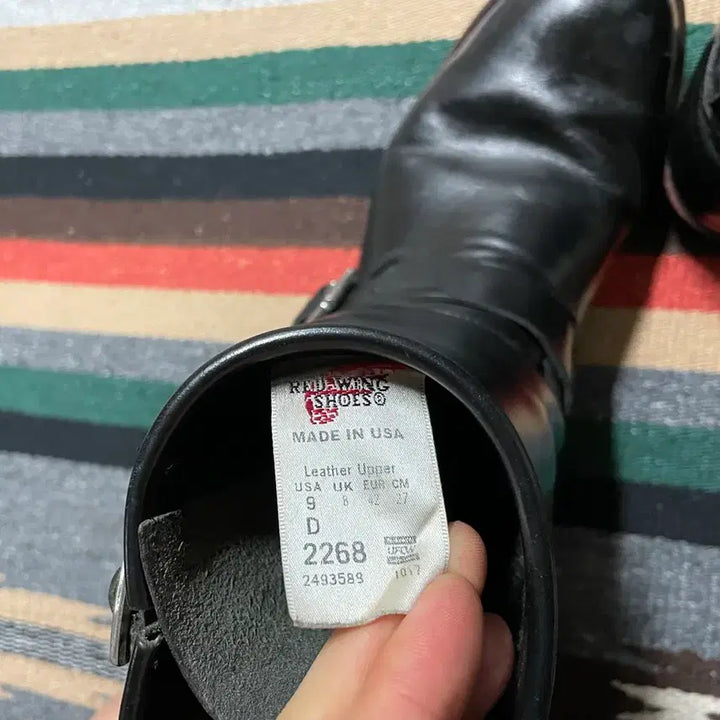 RED WING
SHOES®
MADE IN USA
Leather Upper
USA UK EUR CM
9 8 42 27
D
2268 UFCW
2493589 1017